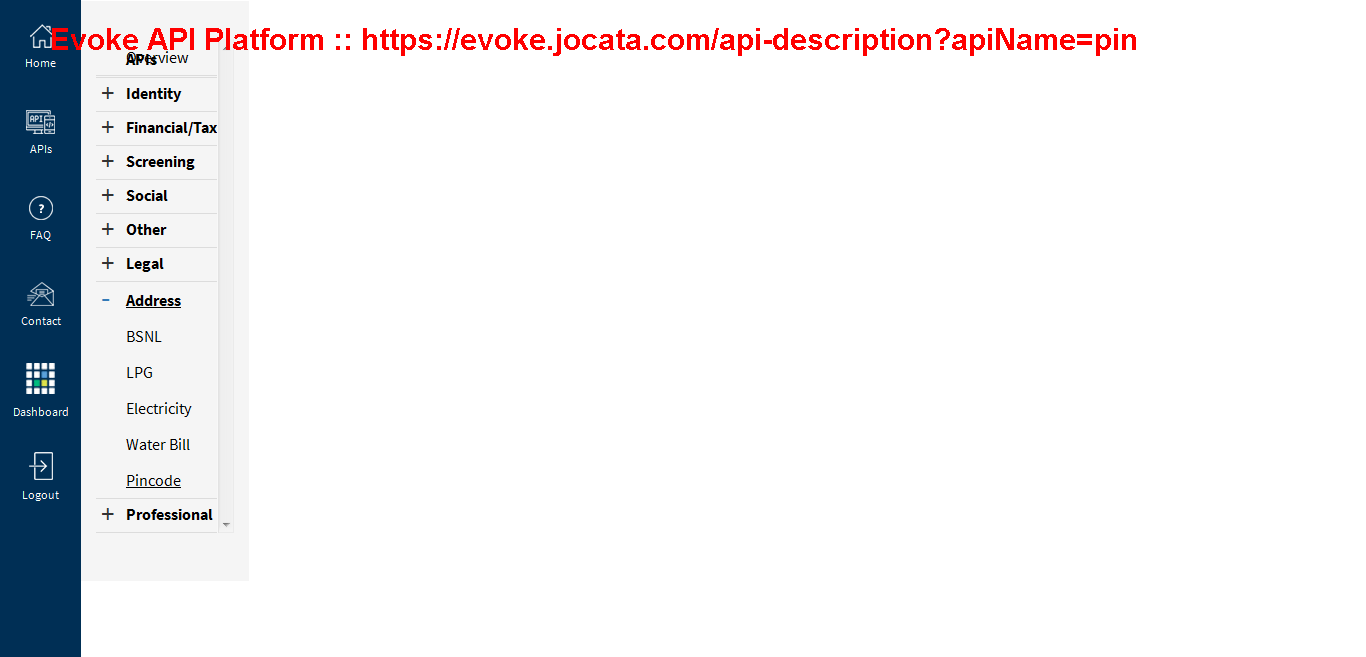 Evoke API Platform :: https://evoke.jocata.com/api-description?apiName=pin
Home
APIs
FAQ
Contact
Dashboard
Logout
APIs
Overview
Identity
Financial/Tax
Screening
Social
Other
Legal
Address
BSNL
LPG
Electricity
Water Bill
Pincode
Professional